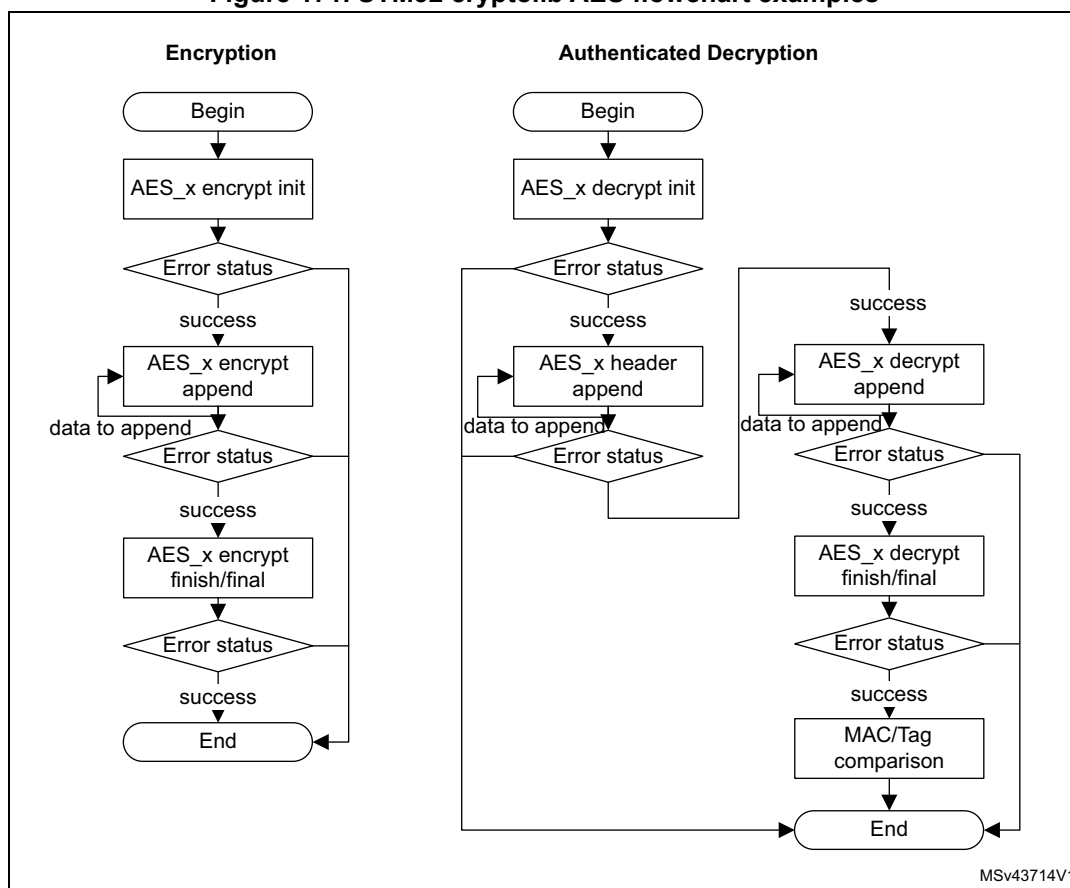 Encryption
Begin
AES_x encrypt init
Error status
success
AES_x encrypt
append
data to append
Error status
success
AES_x encrypt
finish/final
Error status
success
End
Authenticated Decryption
Begin
AES_x decrypt init
Error status
success
AES_x header
append
data to append
Error status
success
AES_x decrypt
append
data to append
Error status
success
AES_x decrypt
finish/final
Error status
success
MAC/Tag
comparison
End